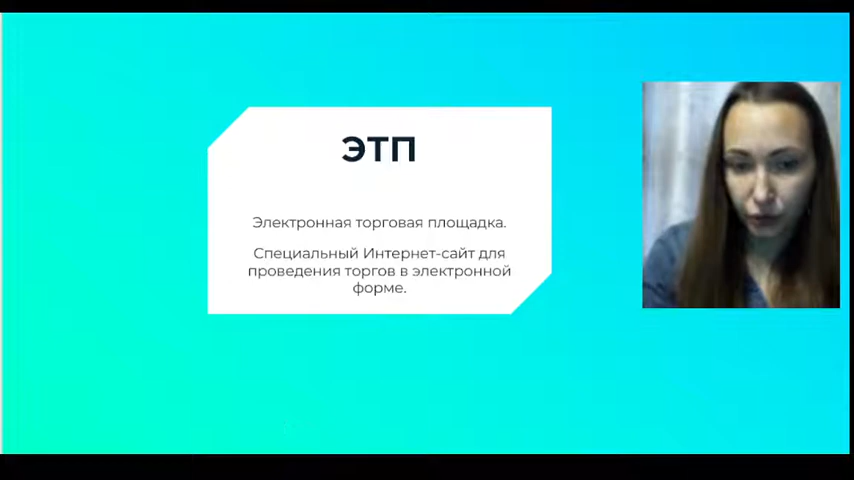 ЭТП
Электронная торговая площадка.
Специальный Интернет-сайт для
проведения торгов в электронной
форме.